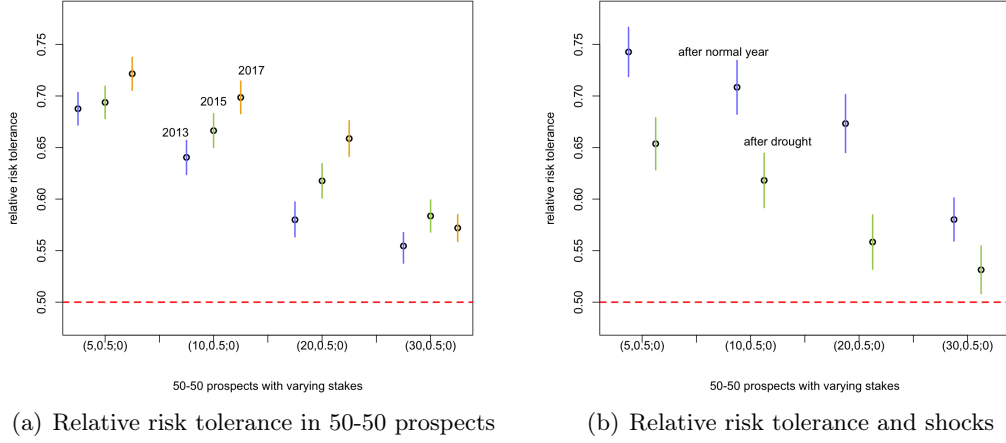 0.75
0.70
0.65
0.60
0.55
0.50
relative risk tolerance
2013
2015
2017
(5,0.5;0)
(10,0.5;0)
(20,0.5;0)
(30,0.5;0)
50-50 prospects with varying stakes
(a) Relative risk tolerance in 50-50 prospects
0.75
0.70
0.65
0.60
0.55
0.50
relative risk tolerance
after normal year
after drought
(5,0.5;0)
(10,0.5;0)
(20,0.5;0)
(30,0.5;0)
50-50 prospects with varying stakes
(b) Relative risk tolerance and shocks